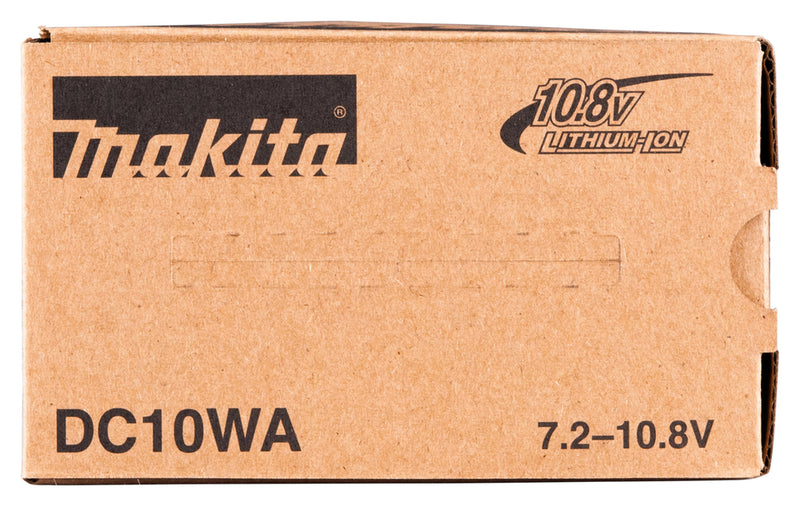 makita®
10.8V
LITHIUM-ION
DC10WA
7.2–10.8V